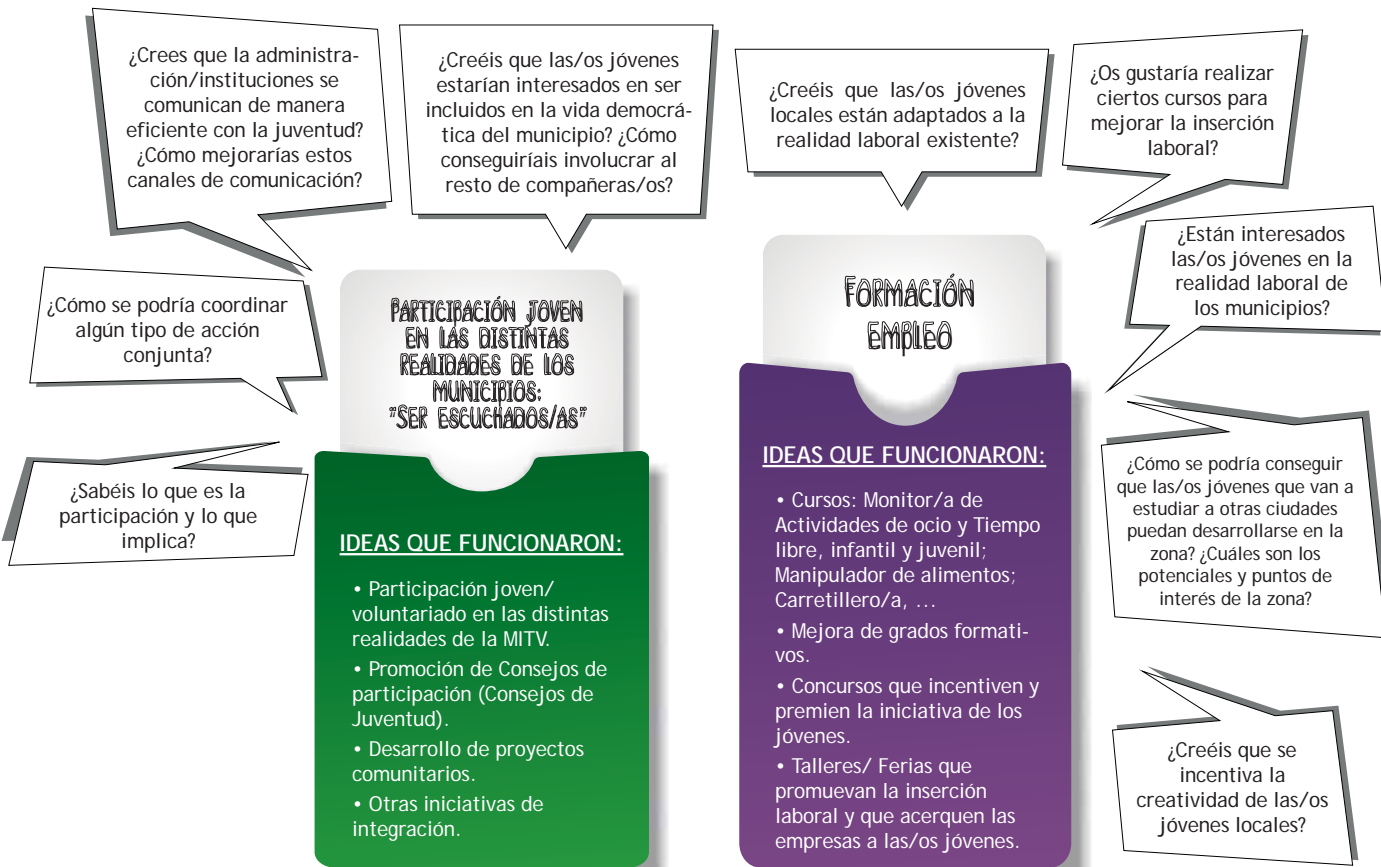 ¿Crees que la administra-
ción/instituciones se
comunican de manera
eficiente con la juventud?
¿Cómo mejorarías estos
canales de comunicación?
¿Creéis que las/os jóvenes
estarían interesados en ser
incluidos en la vida democrá-
tica del municipio? ¿Cómo
conseguiríais involucrar al
resto de compañeras/os?
¿Cómo se podría coordinar
algún tipo de acción
conjunta?
¿Sabéis lo que es la
participación y lo que
implica?
PARTICIPACIÓN JOVEN
EN LAS DISTINTAS
REALIDADES DE LOS
MUNICIPIOS:
"SER ESCUCHADOS/AS"
IDEAS QUE FUNCIONARON:
• Participación joven/
voluntariado en las distintas
realidades de la MITV.
• Promoción de Consejos de
participación (Consejos de
Juventud).
• Desarrollo de proyectos
comunitarios.
• Otras iniciativas de
integración.
¿Creéis que las/os jóvenes
locales están adaptados a la
realidad laboral existente?
¿Os gustaría realizar
ciertos cursos para
mejorar la inserción
laboral?
¿Están interesados
las/os jóvenes en la
realidad laboral de
los municipios?
¿Cómo se podría conseguir
que las/os jóvenes que van a
estudiar a otras ciudades
puedan desarrollarse en la
zona? ¿Cuáles son los
potenciales y puntos de
interés de la zona?
¿Creéis que se
incentiva la
creatividad de las/os
jóvenes locales?
FORMACIÓN
EMPLEO
IDEAS QUE FUNCIONARON:
• Cursos: Monitor/a de
Actividades de ocio y Tiempo
libre, infantil y juvenil;
Manipulador de alimentos;
Carretillero/a, ...
• Mejora de grados formati-
vos.
• Concursos que incentiven y
premien la iniciativa de los
jóvenes.
• Talleres/ Ferias que
promuevan la inserción
laboral y que acerquen las
empresas a las/os jóvenes.